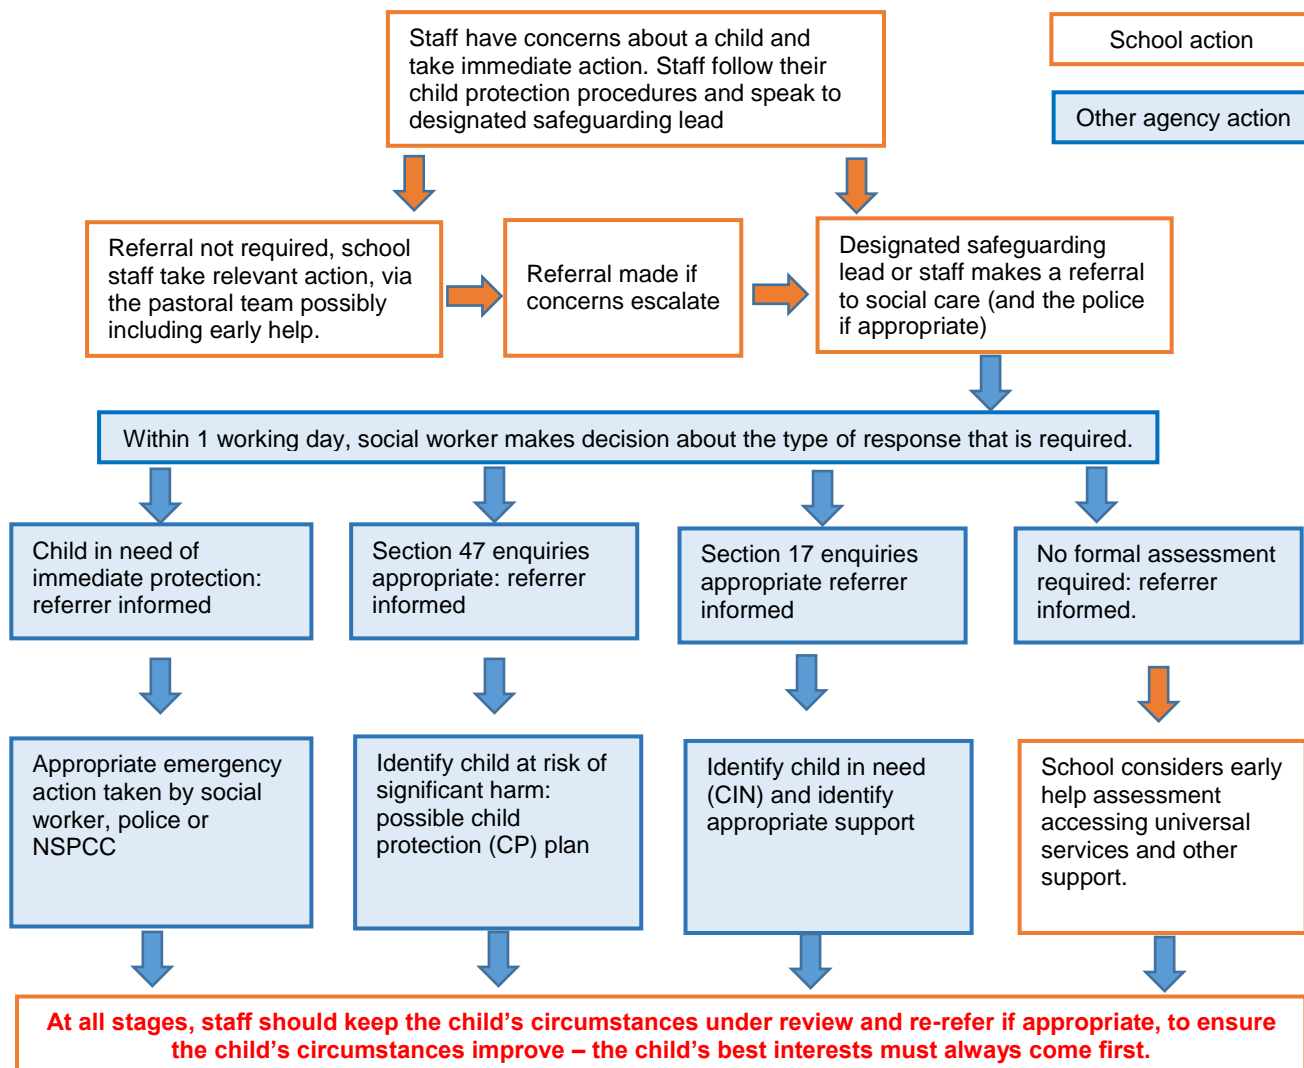 Staff have concerns about a child and
take immediate action. Staff follow their
child protection procedures and speak to
designated safeguarding lead
School action
Other agency action
Referral not required, school
staff take relevant action, via
the pastoral team possibly
including early help.
Referral made if
concerns escalate
Designated safeguarding
lead or staff makes a referral
to social care (and the police
if appropriate)
Within 1 working day, social worker makes decision about the type of response that is required.
Child in need of
immediate protection:
referrer informed
Section 47 enquiries
appropriate: referrer
informed
Section 17 enquiries
appropriate referrer
informed
No formal assessment
required: referrer
informed.
Appropriate emergency
action taken by social
worker, police or
NSPCC
Identify child at risk of
significant harm:
possible child
protection (CP) plan
Identify child in need
(CIN) and identify
appropriate support
School considers early
help assessment
accessing universal
services and other
support.
At all stages, staff should keep the child’s circumstances under review and re-refer if appropriate, to ensure
the child’s circumstances improve – the child’s best interests must always come first.